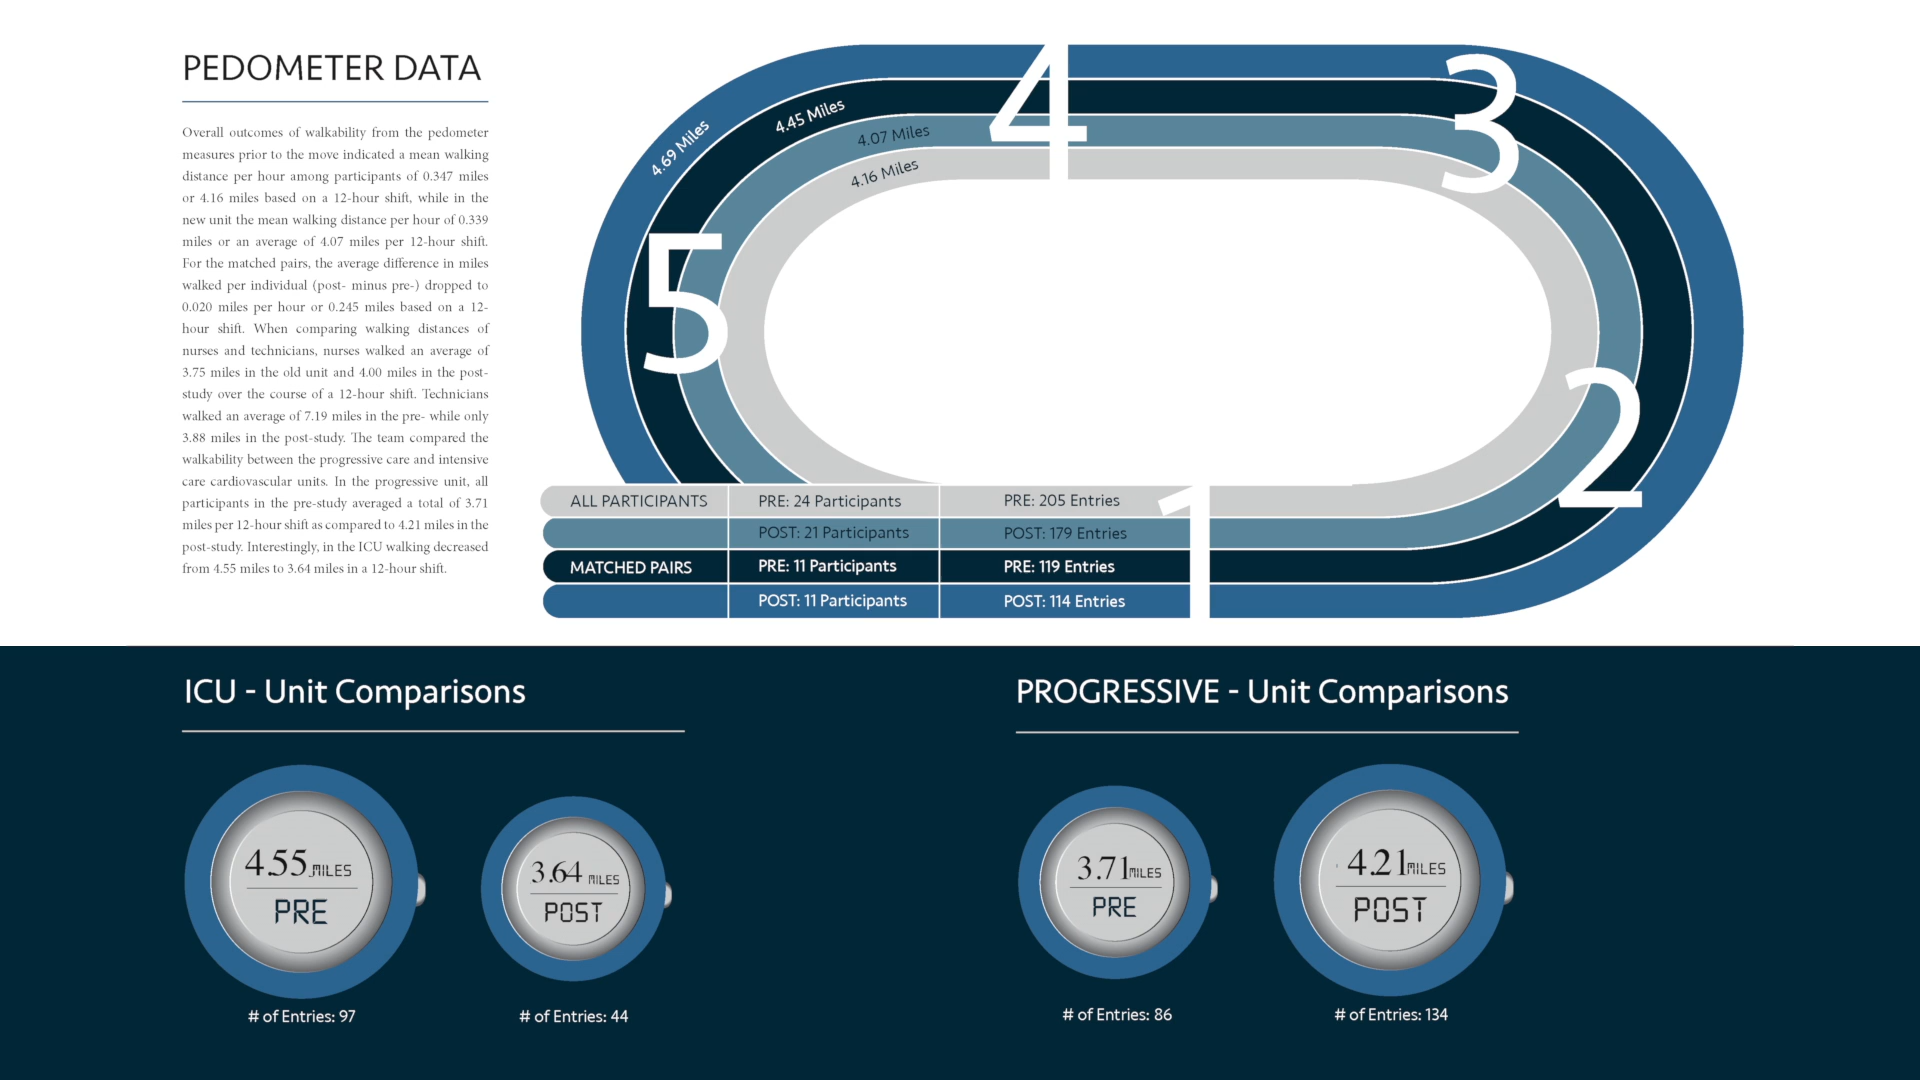 PEDOMETER DATA
Overall outcomes of walkability from the pedometer
measures prior to the move indicated a mean walking
distance per hour among participants of 0.347 miles
or 4.16 miles based on a 12-hour shift, while in the
new unit the mean walking distance per hour of 0.339
miles or an average of 4.07 miles per 12-hour shift.
For the matched pairs, the average difference in miles
walked per individual (post- minus pre-) dropped to
0.020 miles per hour or 0.245 miles based on a 12-
hour shift. When comparing walking distances of
nurses and technicians, nurses walked an average of
3.75 miles in the old unit and 4.00 miles in the post-
study over the course of a 12-hour shift. Technicians
walked an average of 7.19 miles in the pre- while only
3.88 miles in the post-study. The team compared the
walkability between the progressive care and intensive
care cardiovascular units. In the progressive unit, all
participants in the pre-study averaged a total of 3.71
miles per 12-hour shift as compared to 4.21 miles in the
post-study. Interestingly, in the ICU walking decreased
from 4.55 miles to 3.64 miles in a 12-hour shift.
4.69 Miles
4.45 Miles
4.07 Miles
4.16 Miles
4
3
5
2
1
ALL PARTICIPANTS PRE: 24 Participants PRE: 205 Entries
POST: 21 Participants POST: 179 Entries
MATCHED PAIRS PRE: 11 Participants PRE: 119 Entries
POST: 11 Participants POST: 114 Entries
ICU - Unit Comparisons
4.55 MILES
PRE
# of Entries: 97
3.64 MILES
POST
# of Entries: 44
PROGRESSIVE - Unit Comparisons
3.71 MILES
PRE
# of Entries: 86
4.21 MILES
POST
# of Entries: 134